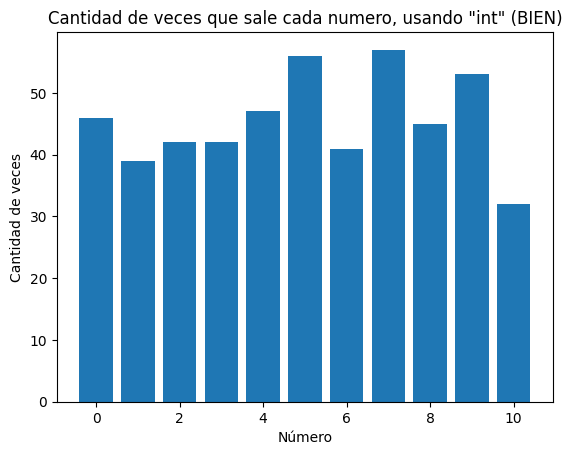 Cantidad de veces que sale cada numero, usando "int" (BIEN)
Cantidad de veces
50
40
30
20
10
0
0 2 4 6 8 10
Número